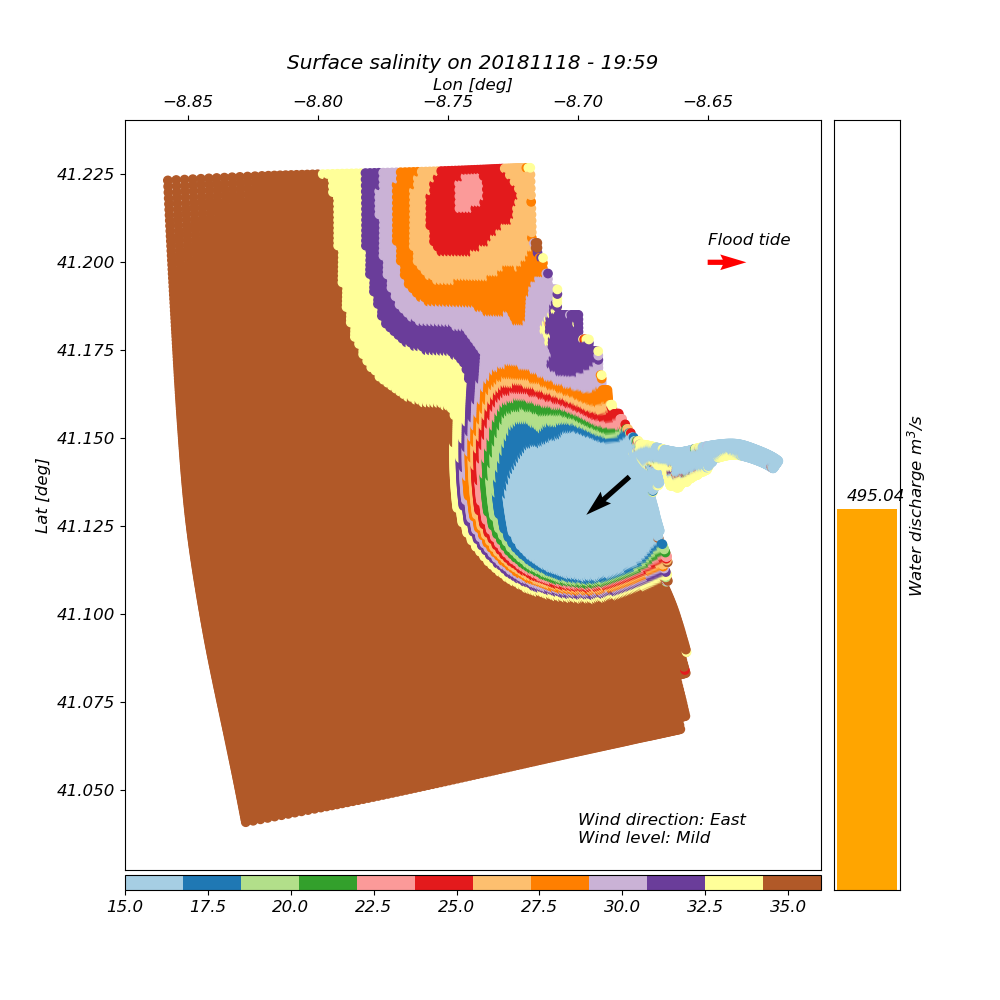 Surface salinity on 20181118 - 19:59
Lon [deg]
−8.85 −8.80 −8.75 −8.70 −8.65
41.225
41.200
41.175
41.150
41.125
41.100
41.075
41.050
Lat [deg]
Flood tide
Wind direction: East
Wind level: Mild
15.0 17.5 20.0 22.5 25.0 27.5 30.0 32.5 35.0
495.04
Water discharge m³/s